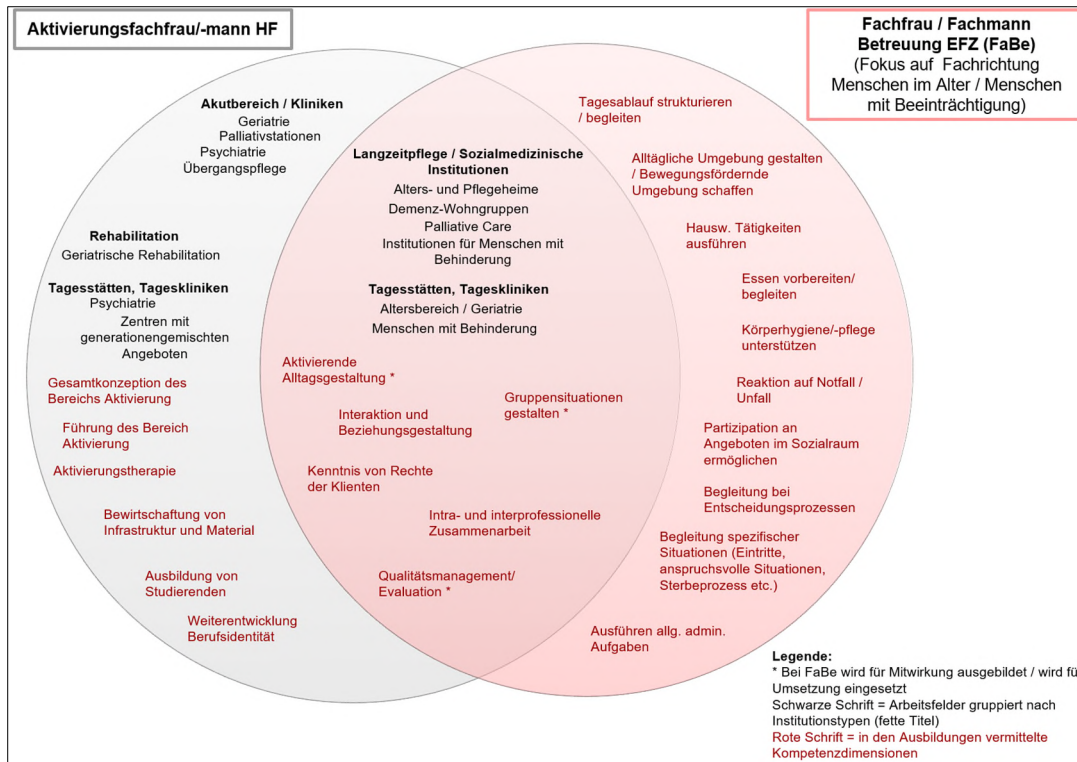 Aktivierungsfachfrau/-mann HF
Fachfrau / Fachmann
Betreuung EFZ (FaBe)
(Fokus auf Fachrichtung
Menschen im Alter / Menschen
mit Beeinträchtigung)
Akutbereich / Kliniken
Geriatrie
Palliativstationen
Psychiatrie
Übergangspflege
Rehabilitation
Geriatrische Rehabilitation
Tagesstätten, Tageskliniken
Psychiatrie
Zentren mit
generationengemischten
Angeboten
Gesamtkonzeption des
Bereichs Aktivierung
Führung des Bereich
Aktivierung
Aktivierungstherapie
Bewirtschaftung von
Infrastruktur und Material
Ausbildung von
Studierenden
Weiterentwicklung
Berufsidentität
Langzeitpflege / Sozialmedizinische
Institutionen
Alters- und Pflegeheime
Demenz-Wohngruppen
Palliative Care
Institutionen für Menschen mit
Behinderung
Tagesstätten, Tageskliniken
Altersbereich / Geriatrie
Menschen mit Behinderung
Aktivierende
Alltagsgestaltung *
Gruppensituationen
gestalten *
Interaktion und
Beziehungsgestaltung
Kenntnis von Rechte
der Klienten
Intra- und interprofessionelle
Zusammenarbeit
Qualitätsmanagement/
Evaluation *
Tagesablauf strukturieren
/ begleiten
Alltägliche Umgebung gestalten
/ Bewegungsfördernde
Umgebung schaffen
Hausw. Tätigkeiten
ausführen
Essen vorbereiten/
begleiten
Körperhygiene/-pflege
unterstützen
Reaktion auf Notfall /
Unfall
Partizipation an
Angeboten im Sozialraum
ermöglichen
Begleitung bei
Entscheidungsprozessen
Begleitung spezifischer
Situationen (Eintritte,
anspruchsvolle Situationen,
Sterbeprozess etc.)
Ausführen allg. admin.
Aufgaben
Legende:
* Bei FaBe wird für Mitwirkung ausgebildet / wird fü
Umsetzung eingesetzt
Schwarze Schrift = Arbeitsfelder gruppiert nach
Institutionstypen (fette Titel)
Rote Schrift = in den Ausbildungen vermittelte
Kompetenzdimensionen